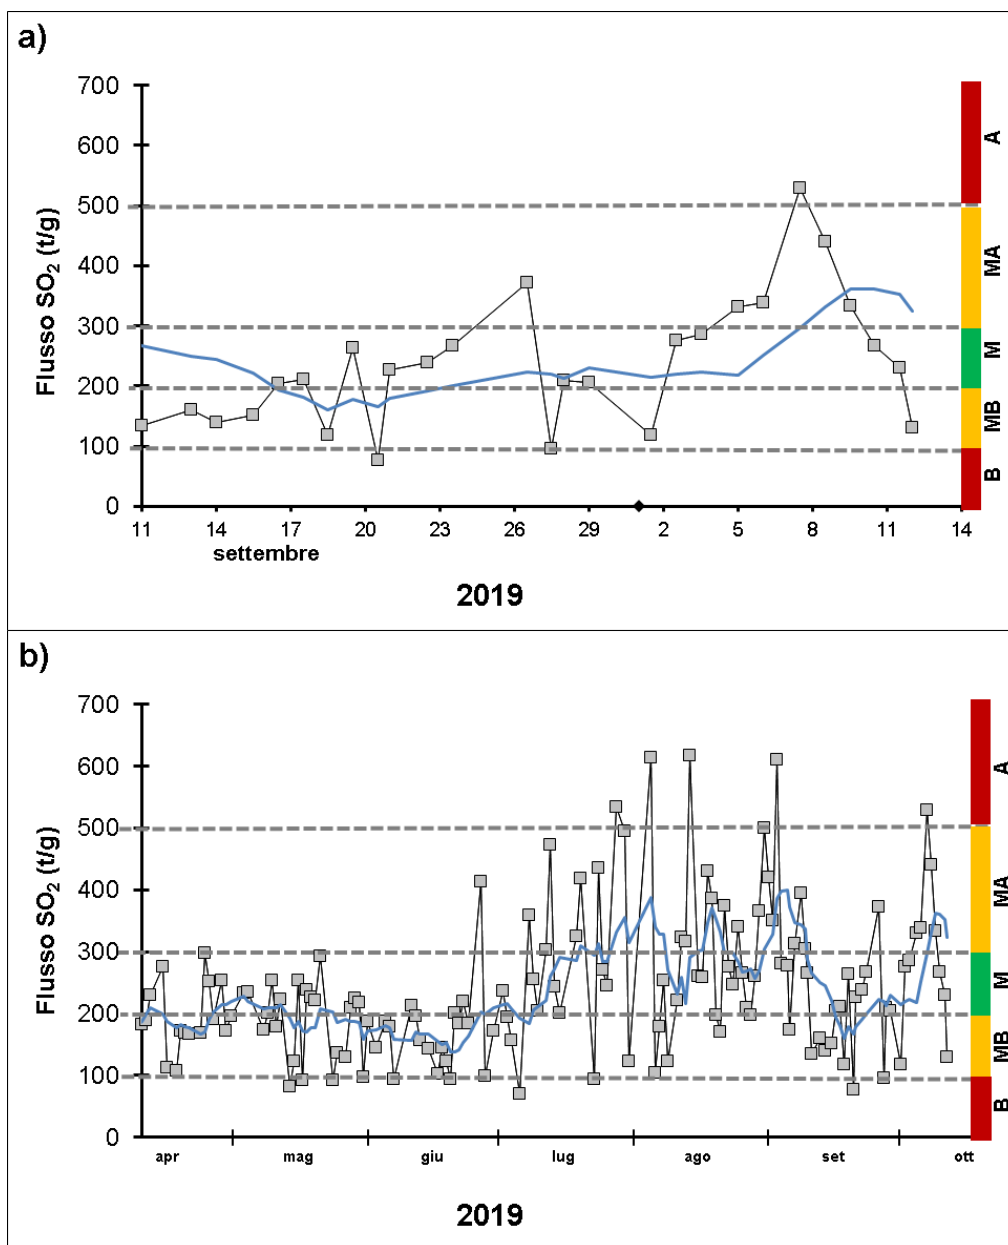 a)
700
600
500
400
300
200
100
0
Flusso SO₂ (t/g)
A
MA
M
MB
B
11 14 17 20 23 26 29 2 5 8 11 14
settembre
2019
b)
700
600
500
400
300
200
100
0
Flusso SO₂ (t/g)
A
MA
M
MB
B
apr mag giu lug ago set ott
2019